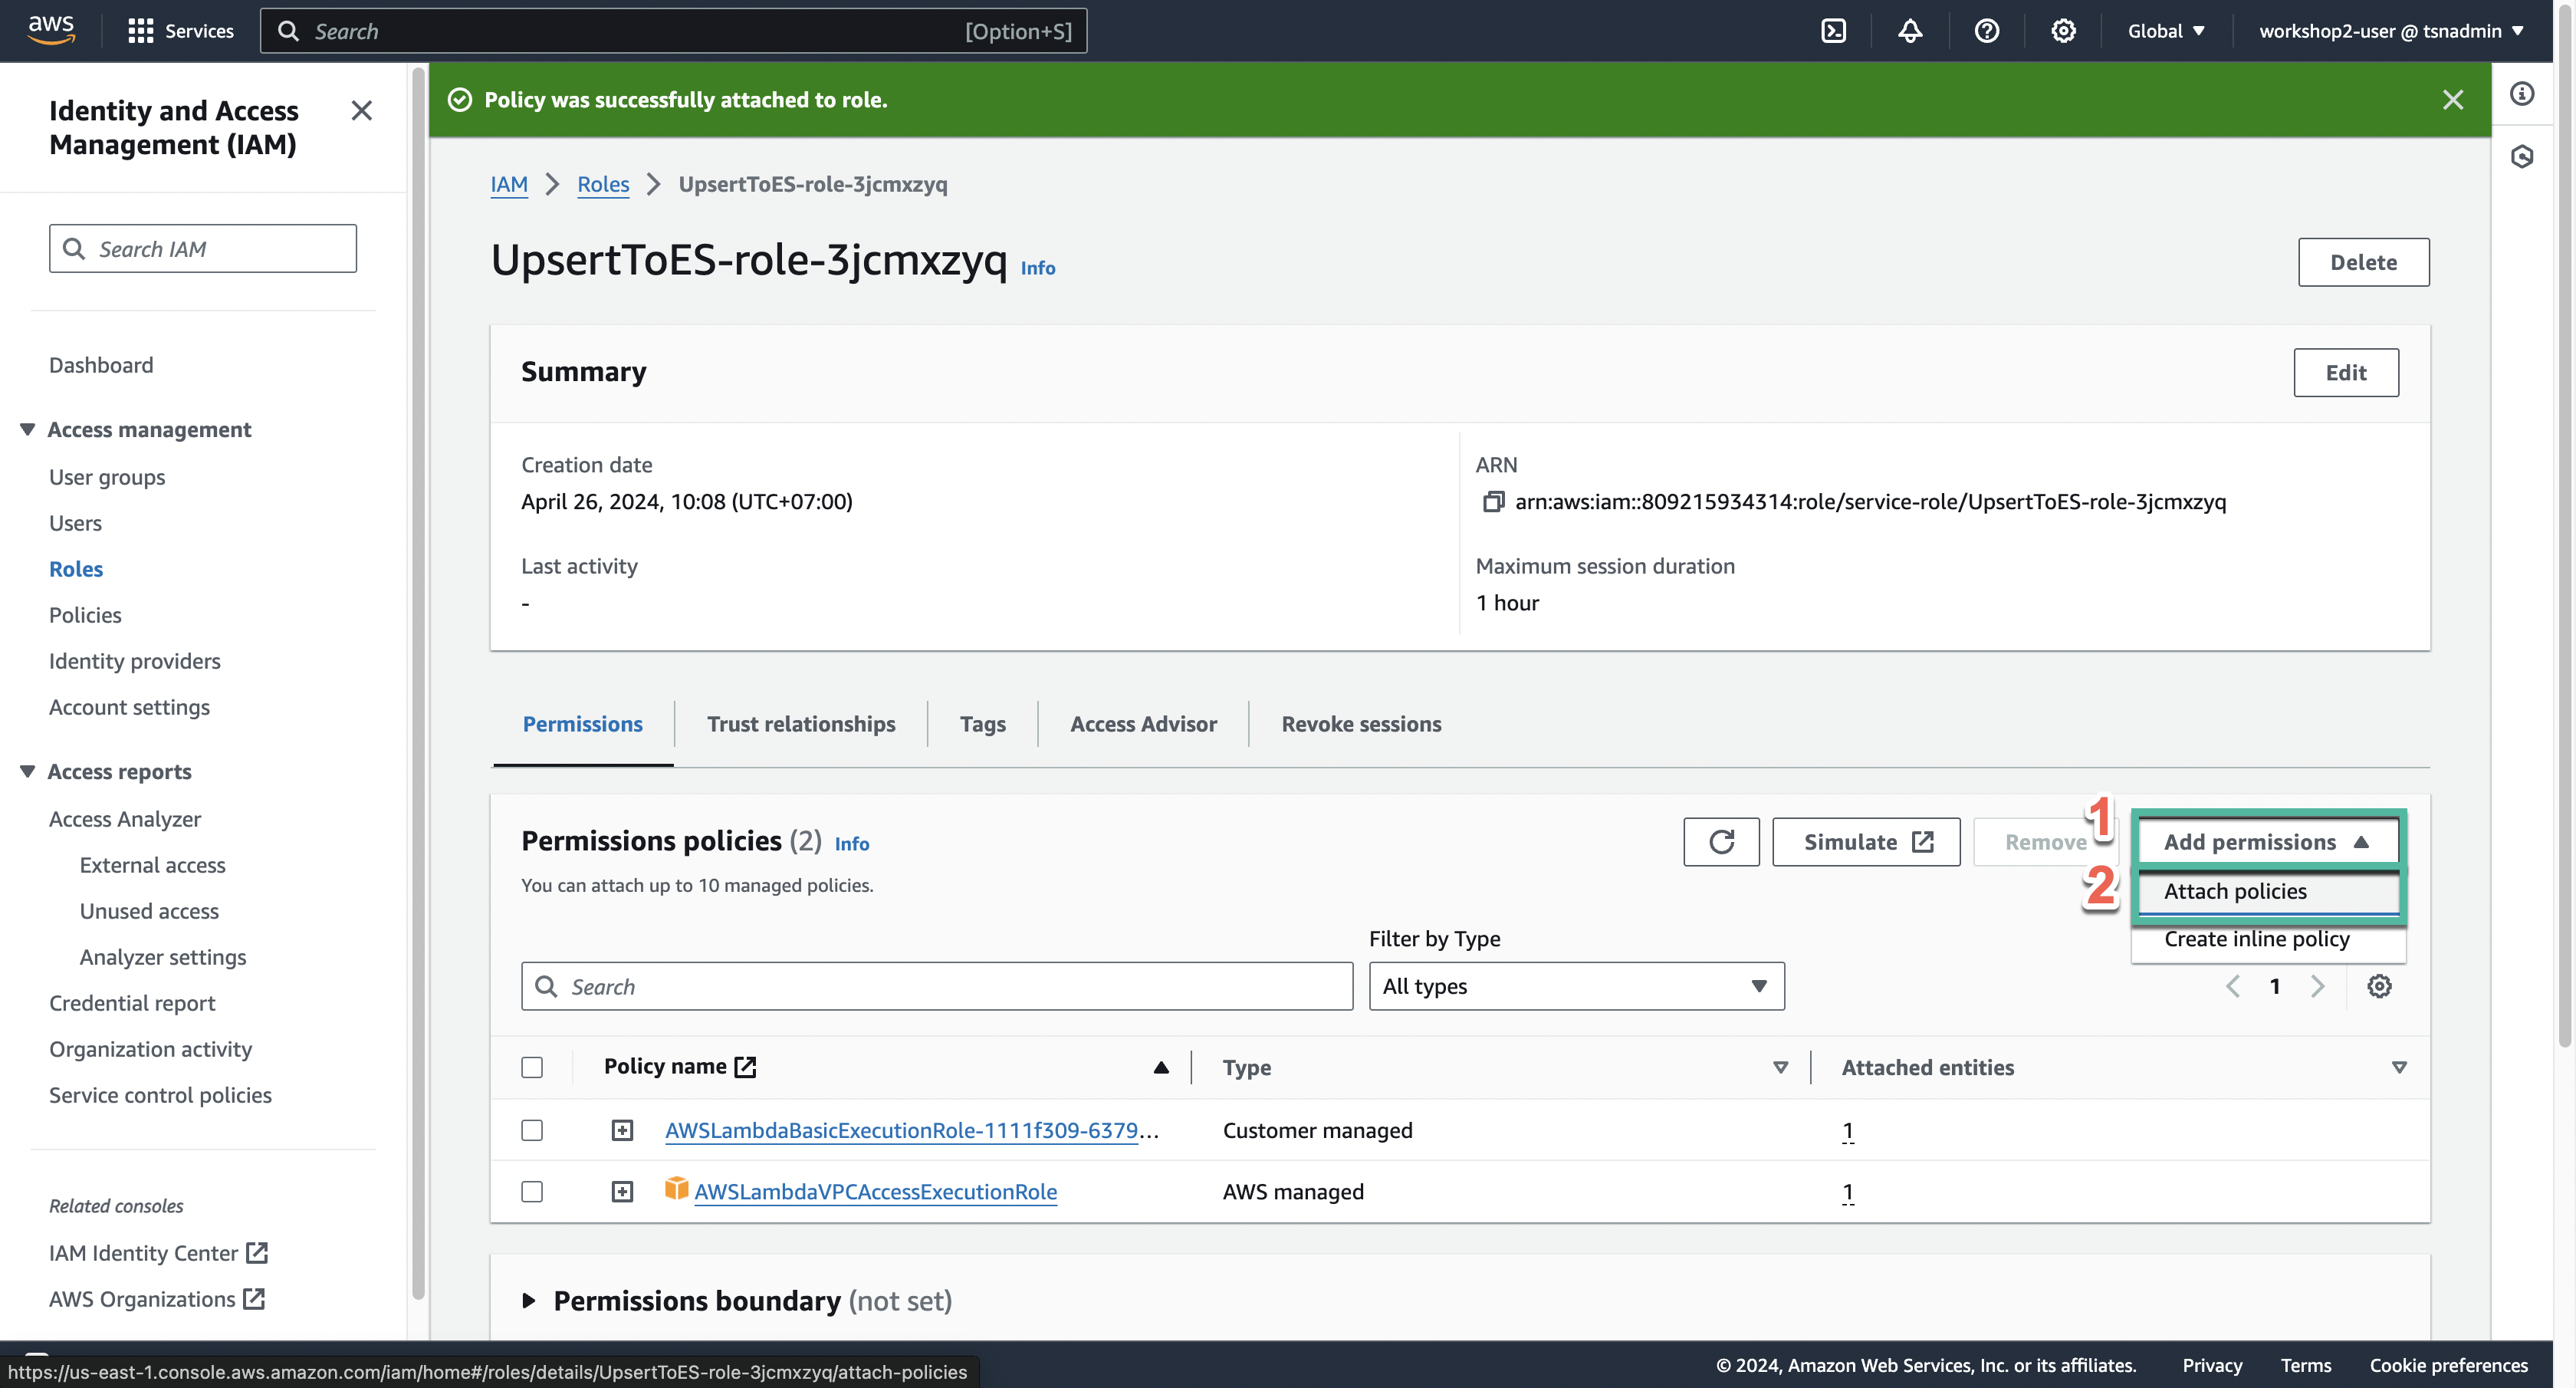 aws
Services
Search
[Option+S]
Global
workshop2-user @ tsnadmin
Identity and Access
Management (IAM)
Search IAM
Dashboard
Access management
User groups
Users
Roles
Policies
Identity providers
Account settings
Access reports
Access Analyzer
External access
Unused access
Analyzer settings
Credential report
Organization activity
Service control policies
Related consoles
IAM Identity Center
AWS Organizations
Policy was successfully attached to role.
IAM
Roles
UpsertToES-role-3jcmxzyq
UpsertToES-role-3jcmxzyq Info
Delete
Summary
Edit
Creation date
April 26, 2024, 10:08 (UTC+07:00)
ARN
arn:aws:iam::809215934314:role/service-role/UpsertToES-role-3jcmxzyq
Last activity
-
Maximum session duration
1 hour
Permissions
Trust relationships
Tags
Access Advisor
Revoke sessions
Permissions policies (2) Info
You can attach up to 10 managed policies.
Simulate
Remove
1
Add permissions
2
Attach policies
Create inline policy
Filter by Type
Search
All types
1
Policy name
Type
Attached entities
AWSLambdaBasicExecutionRole-1111f309-6379...
Customer managed
1
AWSLambdaVPCAccessExecutionRole
AWS managed
1
Permissions boundary (not set)
https://us-east-1.console.aws.amazon.com/iam/home#/roles/details/UpsertToES-role-3jcmxzyq/attach-policies
© 2024, Amazon Web Services, Inc. or its affiliates.
Privacy
Terms
Cookie preferences